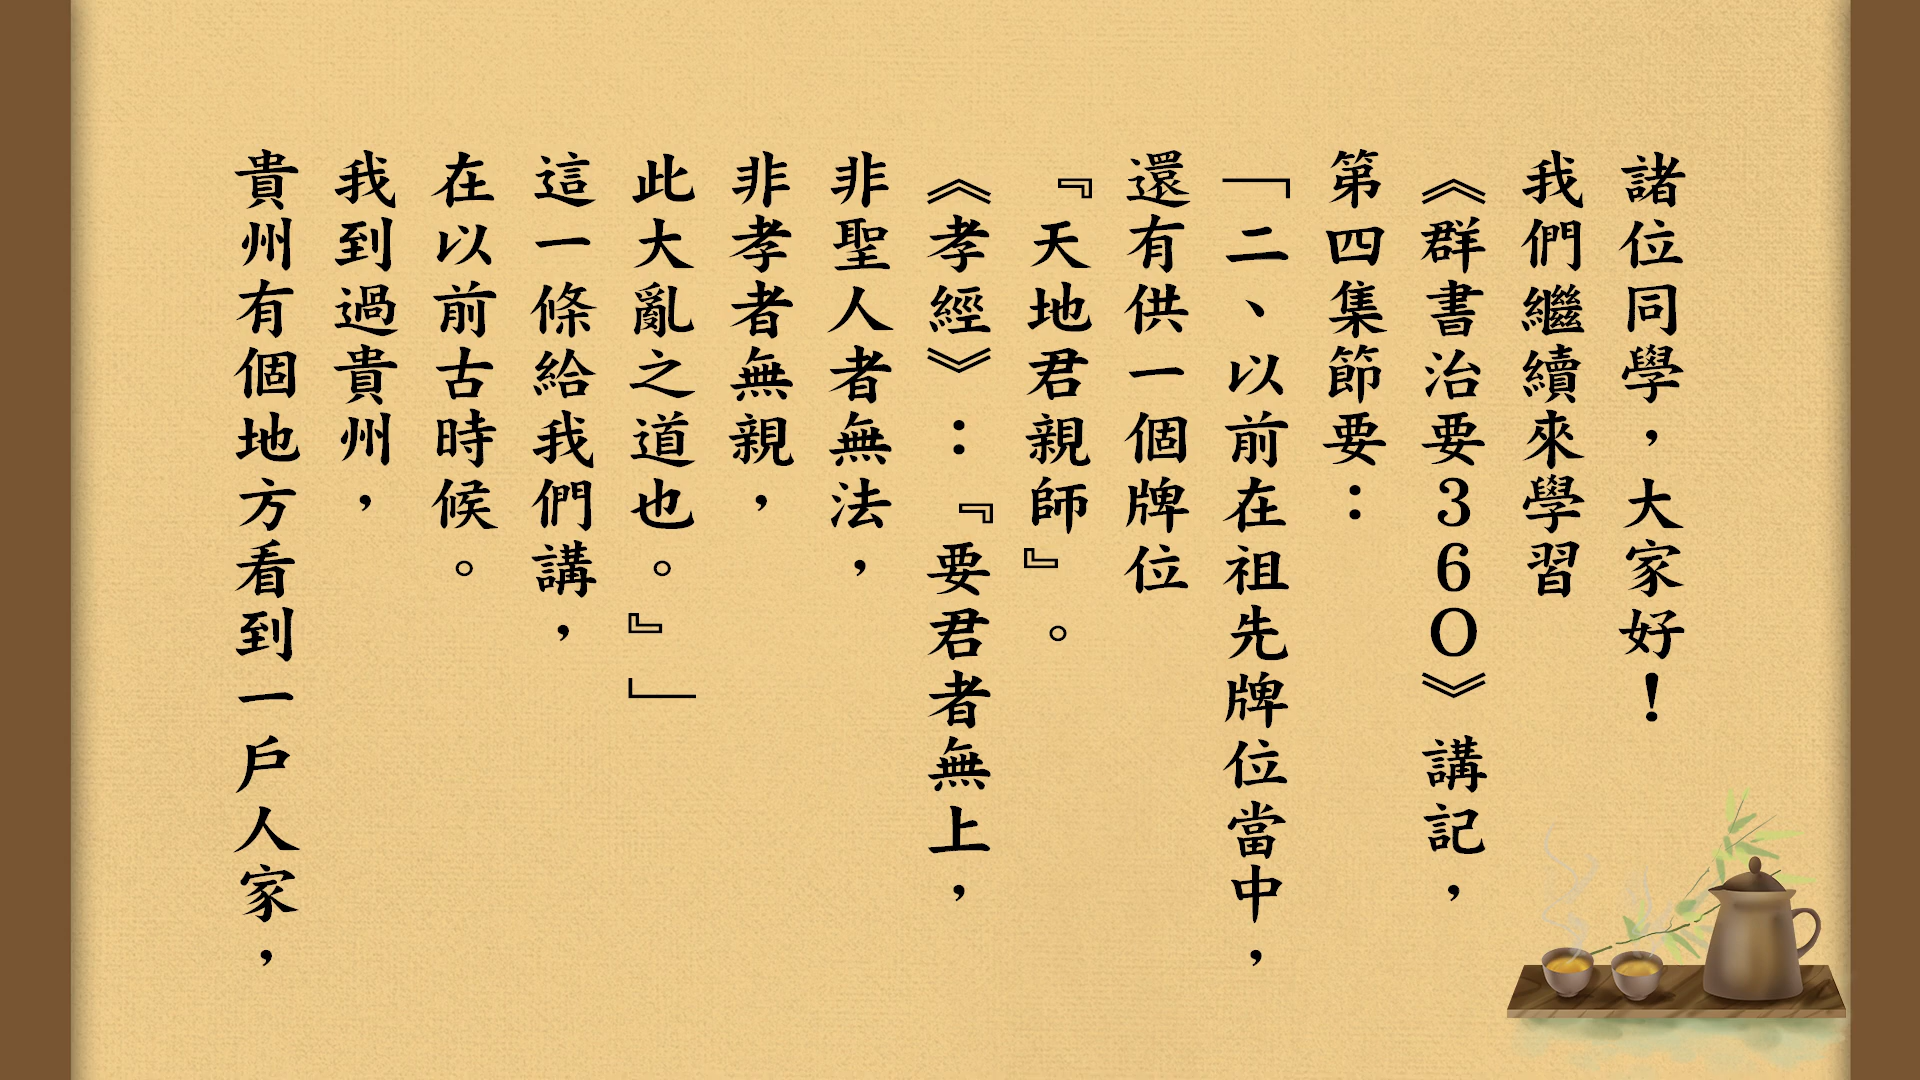 諸位同學，大家好！
我們繼續來學習
《群書治要36O》講記，
第四集節要：
「二、以前在祖先牌位當中，
還有供一個牌位
『天地君親師』。
《孝經》：『要君者無上，
非聖人者無法，
非孝者無親，
此大亂之道也。』」
這一條給我們講，
在以前古時候。
我到過貴州，
貴州有個地方看到一戶人家，